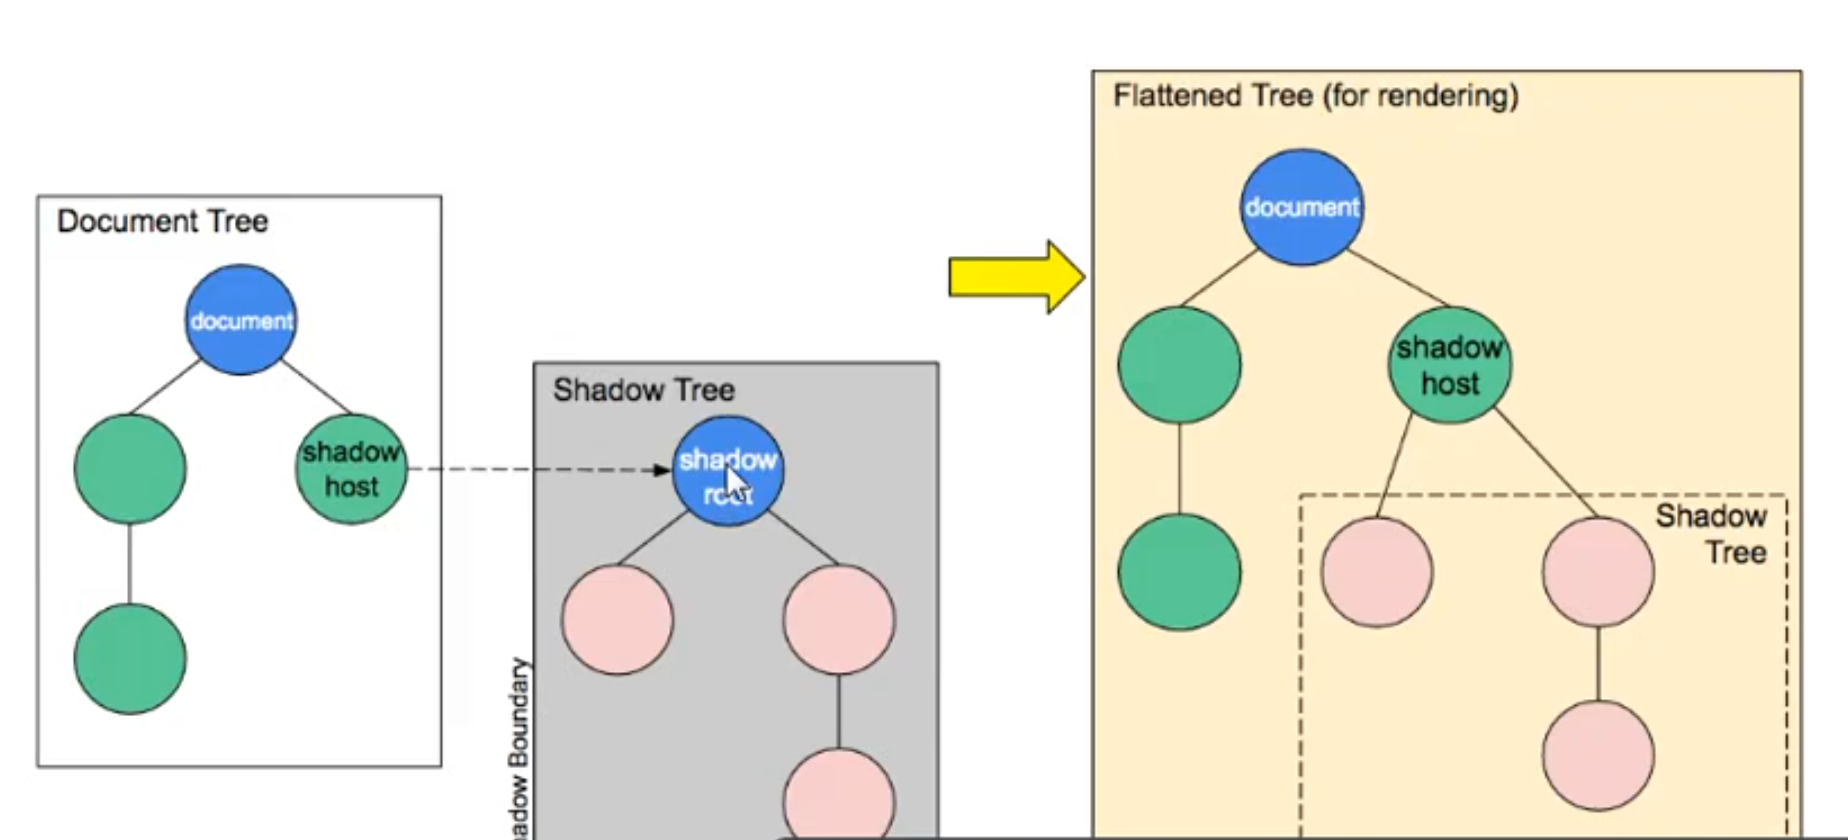 Document Tree
document
shadow
host
Shadow Tree
shadow
root
Boundary
Flattened Tree (for rendering)
document
shadow
host
Shadow
Tree